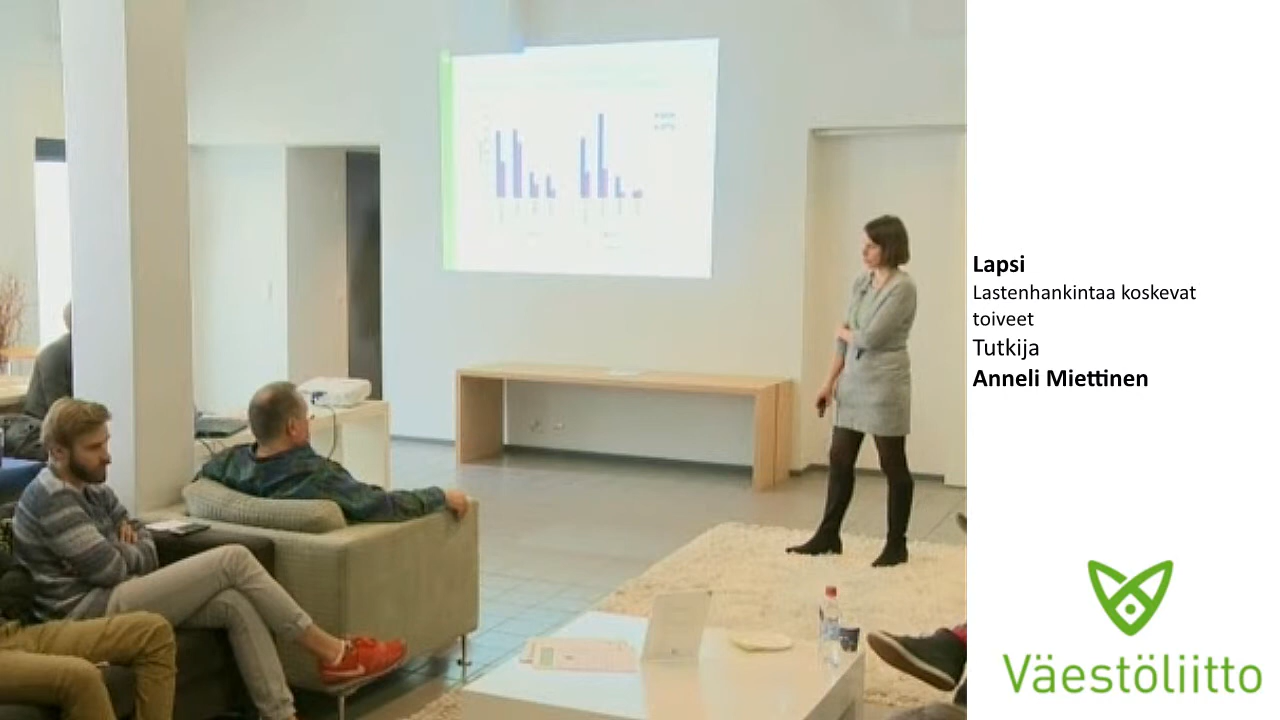 Lapsi
Lastenhankintaa koskevat
toiveet
Tutkija
Anneli Miettinen
Väestöliitto